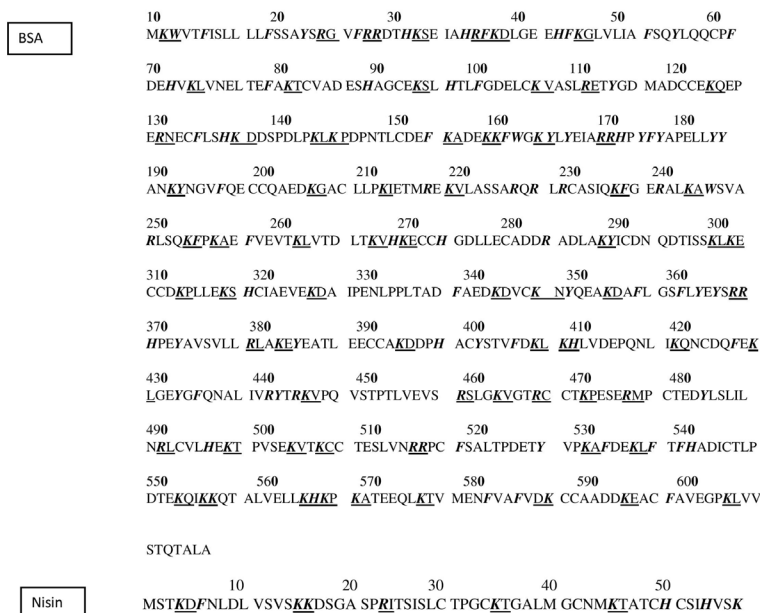 BSA
10 20 30 40 50 60
MKWVTFISLL LLFSSAYSRG VFRRDTHKSE IAHRFKDLGE EHFKGLVLIA FSQYLQQCPF
70 80 90 100 110 120
DEHVKLVNELTEFAKTCVAD ESHAGCEKSL HTLFGDELCK VASLRETYGD MADCCEKQEP
130 140 150 160 170 180
ERNECFLSHK DDSPDLPKLK PDPNTLCDEF KADEKKFWGKYLYEIARRHP YFYAPELLYY
190 200 210 220 230 240
ANKYNGVFQE CCQAEDKGAC LLPKIETMRE KVLASSARQR LRCASIQKFG ERALKAWSVA
250 260 270 280 290 300
RLSQKFPKAE FVEVTKLVTD LTKVHKECCH GDLLECADDR ADLAKYICDN QDTISSKLKE
310 320 330 340 350 360
CCDKPLLEKS HCIAEVEKDA IPENLPPLTAD FAEDKDVCK NYQEAKDAFL GSFLYEYSRR
370 380 390 400 410 420
HPEYAVSVLL RLAKEYEATL EECCAKDDPH ACYSTVFDKL KHLVDEPQNL IKQNCDQFEK
430 440 450 460 470 480
LGEYGFQNAL IVRYTRKVPQ VSTPTLVEVS RSLGKVGTRC CTKPESERMP CTEDYLSLIL
490 500 510 520 530 540
NRLCVLHEKT PVSEKVTKCC TESLVNRRPC FSALTPDETY VPKAFDEKLF TFHADICTLP
550 560 570 580 590 600
DTEKQIKKQT ALVELLKHKP KATEEQLKTV MENFVAFVDK CCAADDKEAC FAVEGPKLVV
STQTALA
10 20 30 40 50
Nisin MSTKDFNLDL VSVSKKDSGA SPRITSISLC TPGCKTGALM GCNMKTATCH CSIHVSK